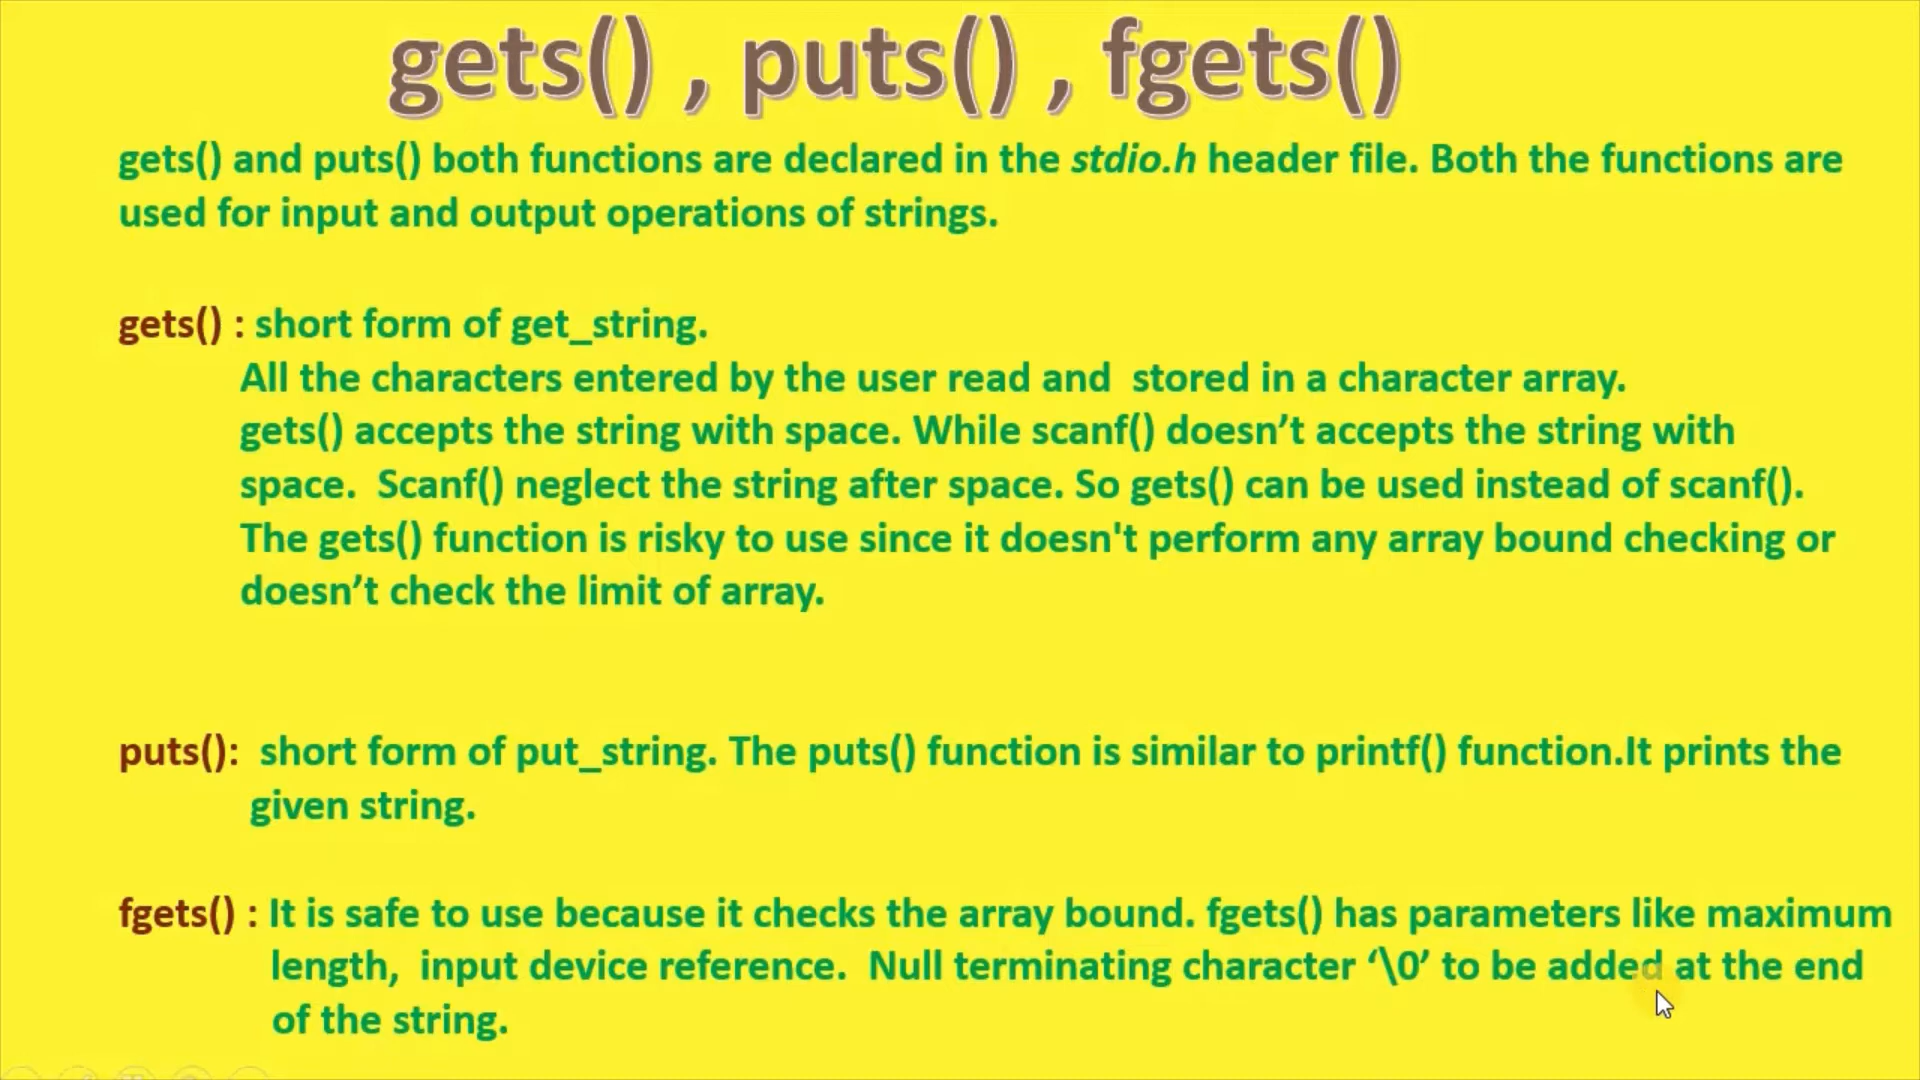 gets() , puts() , fgets()
gets() and puts() both functions are declared in the stdio.h header file. Both the functions are
used for input and output operations of strings.
gets() : short form of get_string.
All the characters entered by the user read and  stored in a character array.
gets() accepts the string with space. While scanf() doesn’t accepts the string with
space.  Scanf() neglect the string after space. So gets() can be used instead of scanf().
The gets() function is risky to use since it doesn't perform any array bound checking or
doesn’t check the limit of array.
puts():  short form of put_string. The puts() function is similar to printf() function.It prints the
given string.
fgets() : It is safe to use because it checks the array bound. fgets() has parameters like maximum
length,  input device reference.  Null terminating character ‘\0’ to be added at the end
of the string.